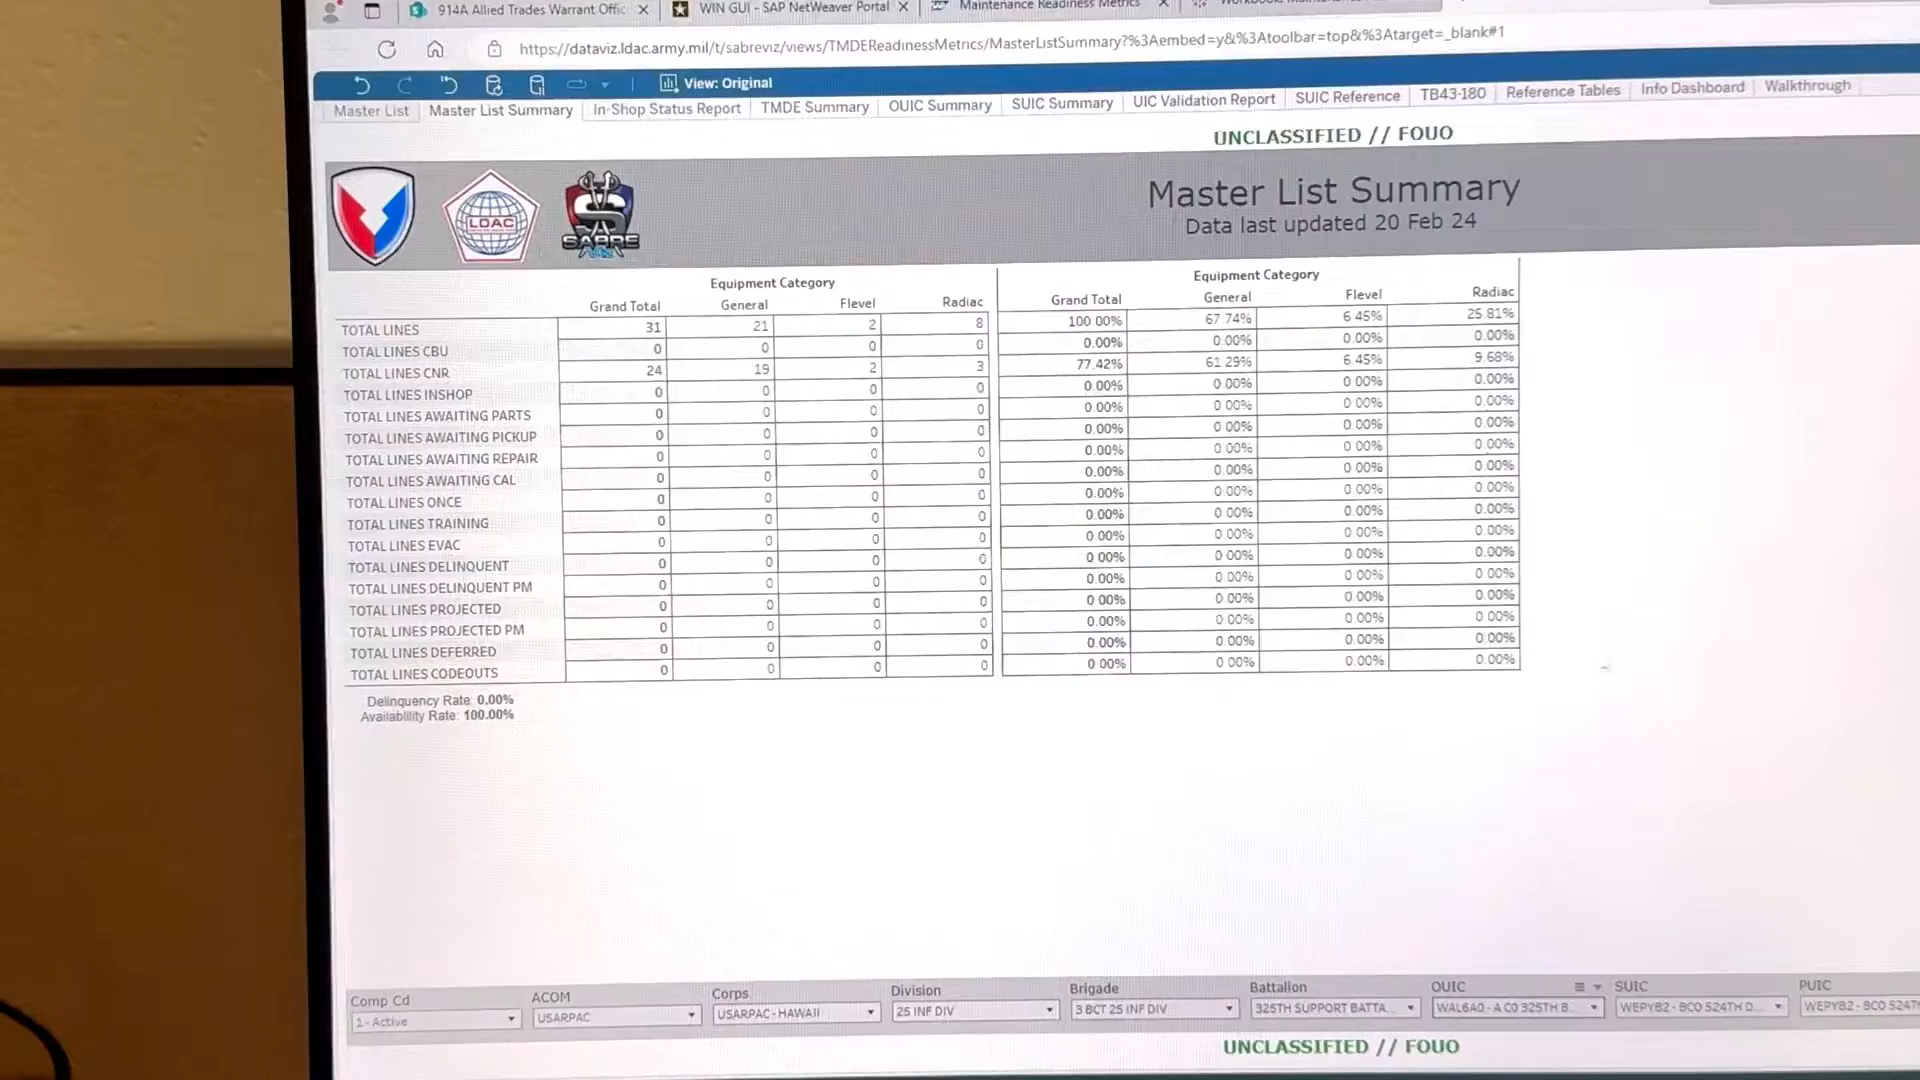 914A Allied Trades Warrant Offic
WIN GUI - SAP NetWeaver Portal
Maintenance Readiness Metrics
https://dataviz.ldac.army.mil/t/sabreviz/views/TMDEReadinessMetrics/MasterListSummary?%3Aembed=y&%3Atoolbar=top&%3Atarget=_blank#1
View: Original
Master List Master List Summary In-Shop Status Report TMDE Summary OUIC Summary SUIC Summary UIC Validation Report SUIC Reference TB43-180 Reference Tables Info Dashboard Walkthrough
UNCLASSIFIED // FOUO
LDAC
SABRE
Master List Summary
Data last updated 20 Feb 24
Equipment Category Equipment Category
Grand Total General Flevel Radiac Grand Total General Flevel Radiac
TOTAL LINES 31 21 2 8 100 00% 67 74% 6 45% 25.81%
TOTAL LINES CBU 0 0 0 0 0.00% 0.00% 0.00% 0.00%
TOTAL LINES CNR 24 19 2 3 77.42% 61 29% 6 45% 9.68%
TOTAL LINES INSHOP 0 0 0 0 0.00% 0 00% 0 00% 0.00%
TOTAL LINES AWAITING PARTS 0 0 0 0 0 00% 0 00% 0 00% 0.00%
TOTAL LINES AWAITING PICKUP 0 0 0 0 0.00% 0 00% 0 00% 0.00%
TOTAL LINES AWAITING REPAIR 0 0 0 0 0.00% 0 00% 0 00% 0.00%
TOTAL LINES AWAITING CAL 0 0 0 0 0.00% 0 00% 0 00% 0.00%
TOTAL LINES ONCE 0 0 0 0 0.00% 0 00% 0 00% 0.00%
TOTAL LINES TRAINING 0 0 0 0 0.00% 0 00% 0 00% 0.00%
TOTAL LINES EVAC 0 0 0 0 0.00% 0 00% 0 00% 0.00%
TOTAL LINES DELINQUENT 0 0 0 0 0.00% 0 00% 0 00% 0.00%
TOTAL LINES DELINQUENT PM 0 0 0 0 0.00% 0 00% 0 00% 0 00%
TOTAL LINES PROJECTED 0 0 0 0 0 00% 0 00% 0 00% 0.00%
TOTAL LINES PROJECTED PM 0 0 0 0 0.00% 0 00% 0 00% 0.00%
TOTAL LINES DEFERRED 0 0 0 0 0.00% 0 00% 0 00% 0.00%
TOTAL LINES CODEOUTS 0 0 0 0 0 00% 0 00% 0.00% 0.00%
Delinquency Rate: 0.00%
Availability Rate: 100.00%
Comp Cd ACOM Corps Division Brigade Battalion OUIC SUIC PUIC
1 - Active USARPAC USARPAC - HAWAII 25 INF DIV 3 BCT 25 INF DIV 325TH SUPPORT BATTA... WAL6A0 - A CO 325TH B... WEPYB2 - BCO 524TH D... WEPYB2 - BCO 524TH
UNCLASSIFIED // FOUO